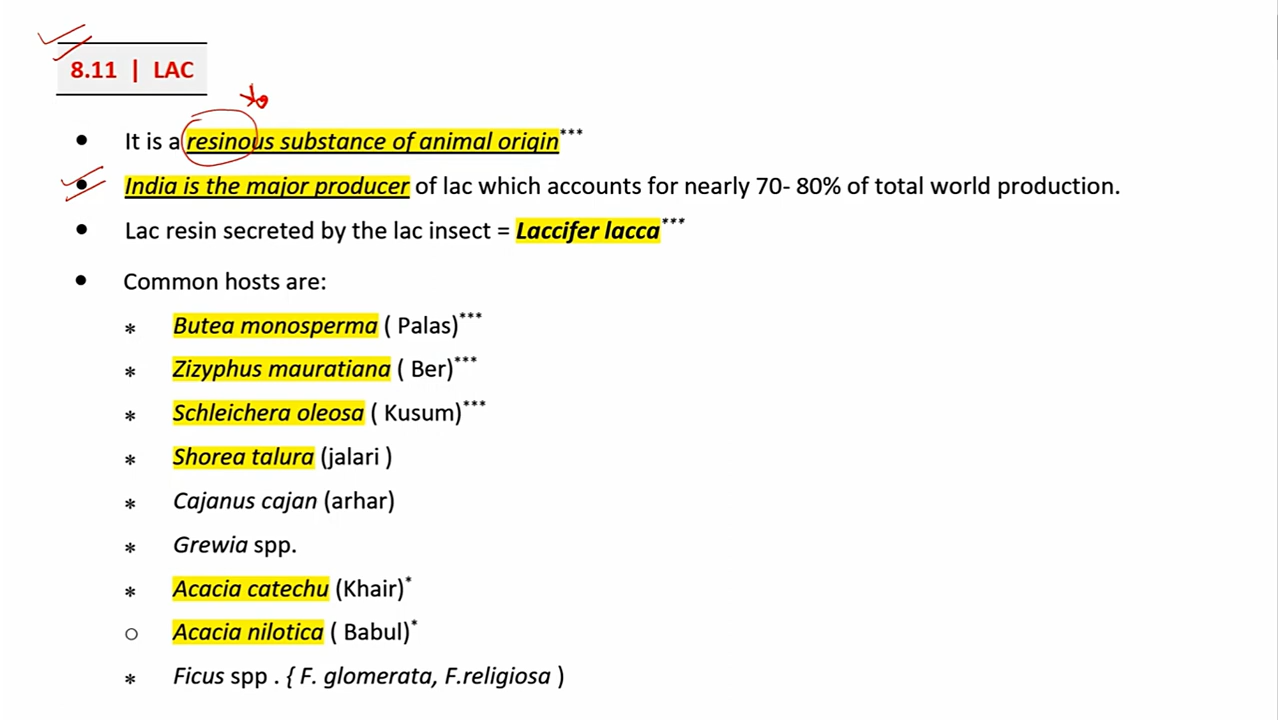 8.11 | LAC
• It is a resinous substance of animal origin***
• India is the major producer of lac which accounts for nearly 70- 80% of total world production.
• Lac resin secreted by the lac insect = Laccifer lacca***
• Common hosts are:
* Butea monosperma ( Palas)***
* Zizyphus mauratiana ( Ber)***
* Schleichera oleosa ( Kusum)***
* Shorea talura (jalari )
* Cajanus cajan (arhar)
* Grewia spp.
* Acacia catechu (Khair)*
o Acacia nilotica ( Babul)*
* Ficus spp . { F. glomerata, F.religiosa )